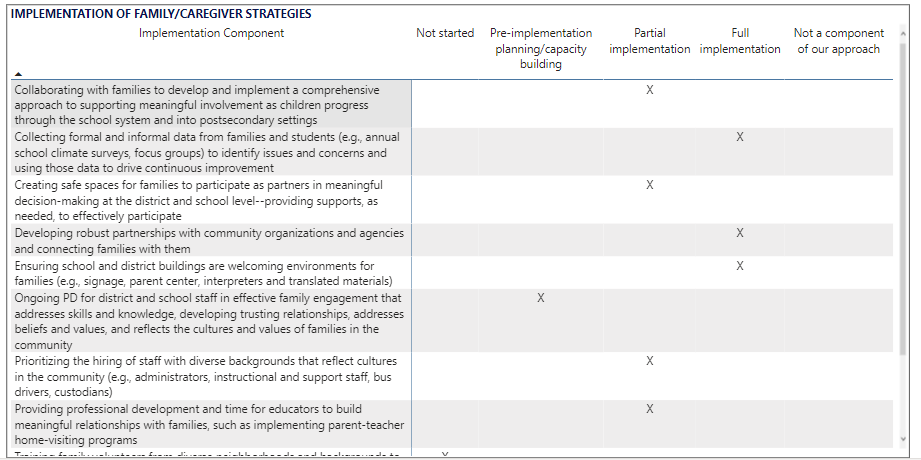 IMPLEMENTATION OF FAMILY/CAREGIVER STRATEGIES
Implementation Component Not started Pre-implementation planning/capacity building Partial implementation Full implementation Not a component of our approach
Collaborating with families to develop and implement a comprehensive X
approach to supporting meaningful involvement as children progress
through the school system and into postsecondary settings
Collecting formal and informal data from families and students (e.g., annual X
school climate surveys, focus groups) to identify issues and concerns and
using those data to drive continuous improvement
Creating safe spaces for families to participate as partners in meaningful X
decision-making at the district and school level--providing supports, as
needed, to effectively participate
Developing robust partnerships with community organizations and agencies X
and connecting families with them
Ensuring school and district buildings are welcoming environments for X
families (e.g., signage, parent center, interpreters and translated materials)
Ongoing PD for district and school staff in effective family engagement that X
addresses skills and knowledge, developing trusting relationships, addresses
beliefs and values, and reflects the cultures and values of families in the
community
Prioritizing the hiring of staff with diverse backgrounds that reflect cultures X
in the community (e.g., administrators, instructional and support staff, bus
drivers, custodians)
Providing professional development and time for educators to build X
meaningful relationships with families, such as implementing parent-teacher
home-visiting programs
Training family volunteers from diverse neighborhoods and backgrounds to X